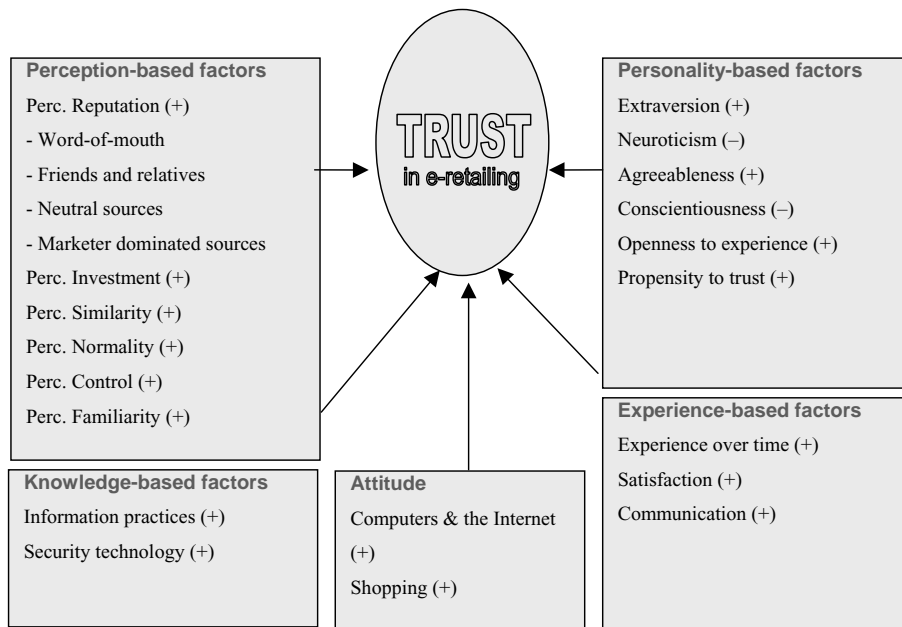 TRUST
in e-retailing
Perception-based factors
Perc. Reputation (+)
- Word-of-mouth
- Friends and relatives
- Neutral sources
- Marketer dominated sources
Perc. Investment (+)
Perc. Similarity (+)
Perc. Normality (+)
Perc. Control (+)
Perc. Familiarity (+)
Personality-based factors
Extraversion (+)
Neuroticism (–)
Agreeableness (+)
Conscientiousness (–)
Openness to experience (+)
Propensity to trust (+)
Knowledge-based factors
Information practices (+)
Security technology (+)
Attitude
Computers & the Internet
(+)
Shopping (+)
Experience-based factors
Experience over time (+)
Satisfaction (+)
Communication (+)